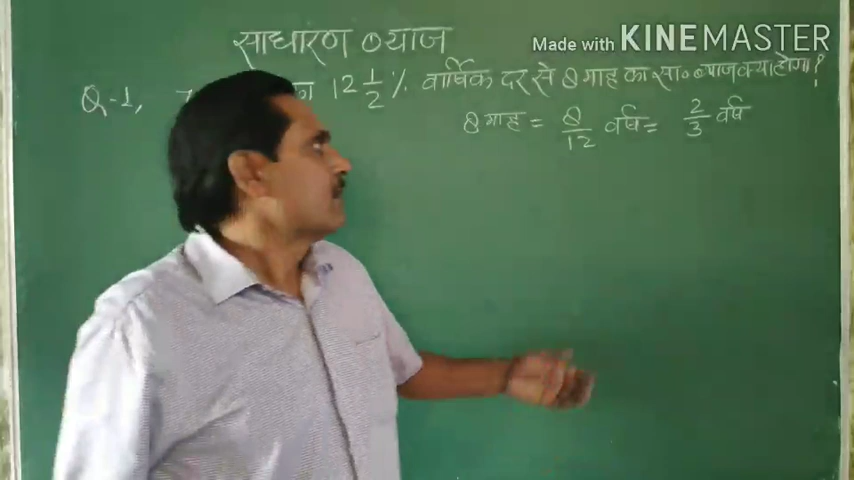 साधारण ब्याज
Made with KINEMASTER
Q-1, का 12 1/2 % वार्षिक दर से 8 माह का सा० ब्याज क्या होगा?
8 माह = 8/12 वर्ष = 2/3 वर्ष